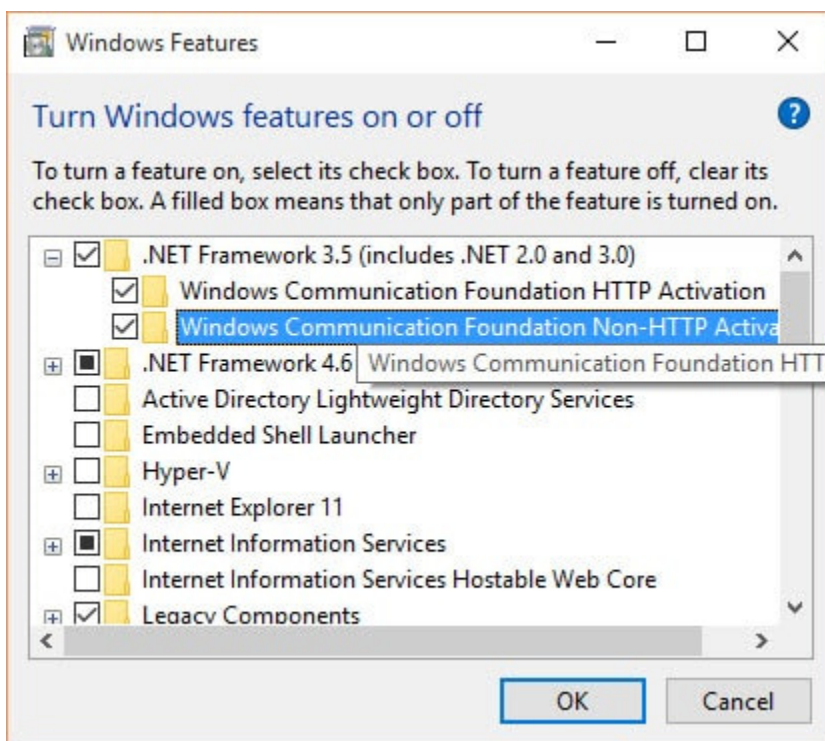 Windows Features
Turn Windows features on or off
To turn a feature on, select its check box. To turn a feature off, clear its
check box. A filled box means that only part of the feature is turned on.
.NET Framework 3.5 (includes .NET 2.0 and 3.0)
Windows Communication Foundation HTTP Activation
Windows Communication Foundation Non-HTTP Activa
.NET Framework 4.6
Windows Communication Foundation HTT
Active Directory Lightweight Directory Services
Embedded Shell Launcher
Hyper-V
Internet Explorer 11
Internet Information Services
Internet Information Services Hostable Web Core
Legacy Components
OK
Cancel